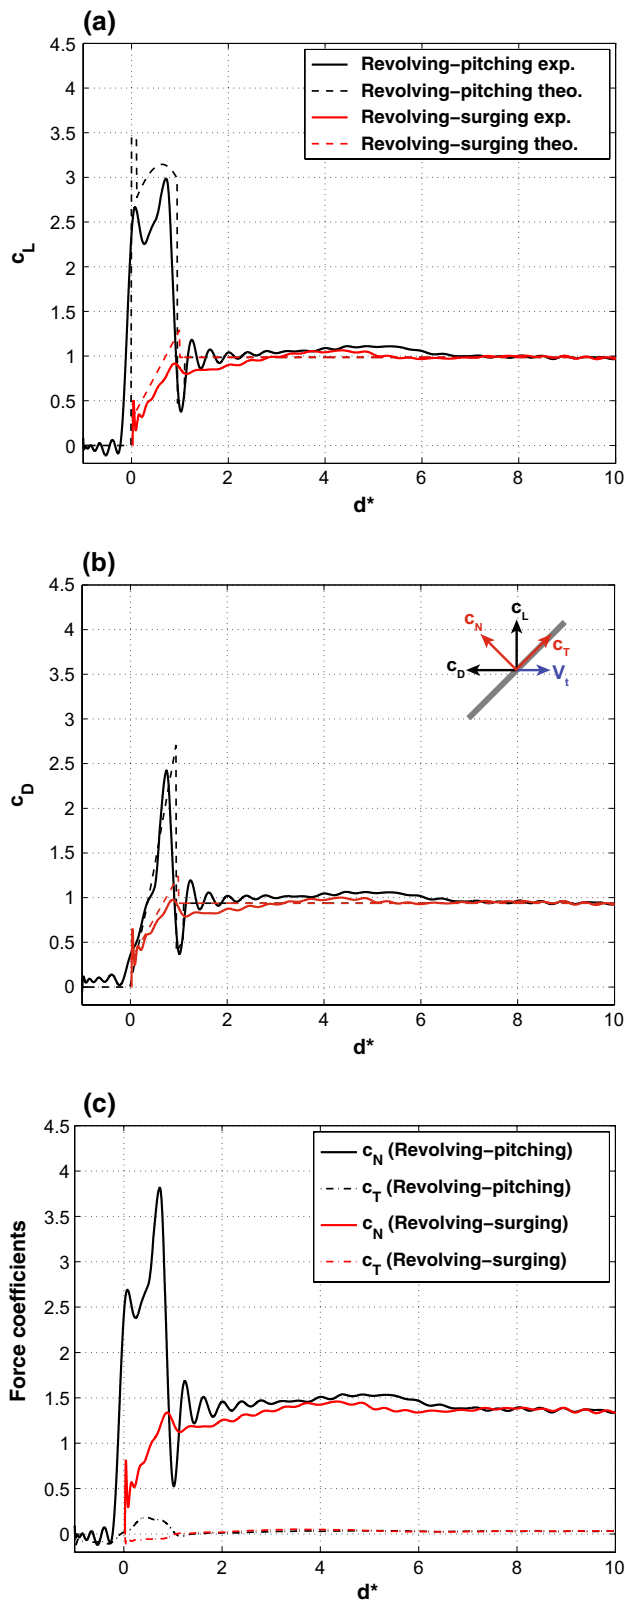 (a)
4.5
4
3.5
3
2.5
2
1.5
1
0.5
0
c_L
Revolving−pitching exp.
Revolving−pitching theo.
Revolving−surging exp.
Revolving−surging theo.
0 2 4 6 8 10
d*
(b)
4.5
4
3.5
3
2.5
2
1.5
1
0.5
0
c_D
c_L
c_N
c_T
c_D
V_t
0 2 4 6 8 10
d*
(c)
4.5
4
3.5
3
2.5
2
1.5
1
0.5
0
Force coefficients
c_N (Revolving−pitching)
c_T (Revolving−pitching)
c_N (Revolving−surging)
c_T (Revolving−surging)
0 2 4 6 8 10
d*